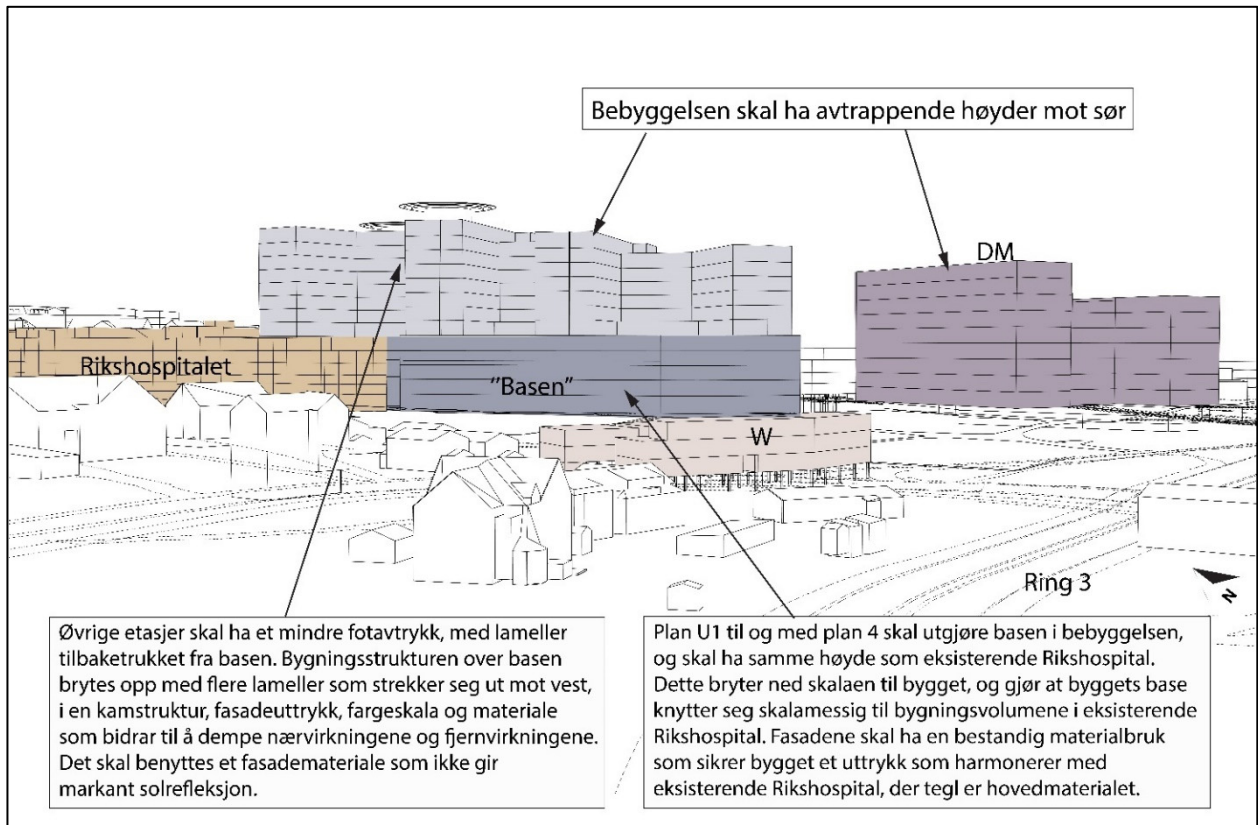 Bebyggelsen skal ha avtrappende høyder mot sør
DM
Rikshospitalet
"Basen"
W
Ring 3
N
Øvrige etasjer skal ha et mindre fotavtrykk, med lameller
tilbaketrukket fra basen. Bygningsstrukturen over basen
brytes opp med flere lameller som strekker seg ut mot vest,
i en kamstruktur, fasadeuttrykk, fargeskala og materiale
som bidrar til å dempe nærvirkningene og fjernvirkningene.
Det skal benyttes et fasademateriale som ikke gir
markant solrefleksjon.
Plan U1 til og med plan 4 skal utgjøre basen i bebyggelsen,
og skal ha samme høyde som eksisterende Rikshospital.
Dette bryter ned skalaen til bygget, og gjør at byggets base
knytter seg skalamessig til bygningsvolumene i eksisterende
Rikshospital. Fasadene skal ha en bestandig materialbruk
som sikrer bygget et uttrykk som harmonerer med
eksisterende Rikshospital, der tegl er hovedmaterialet.